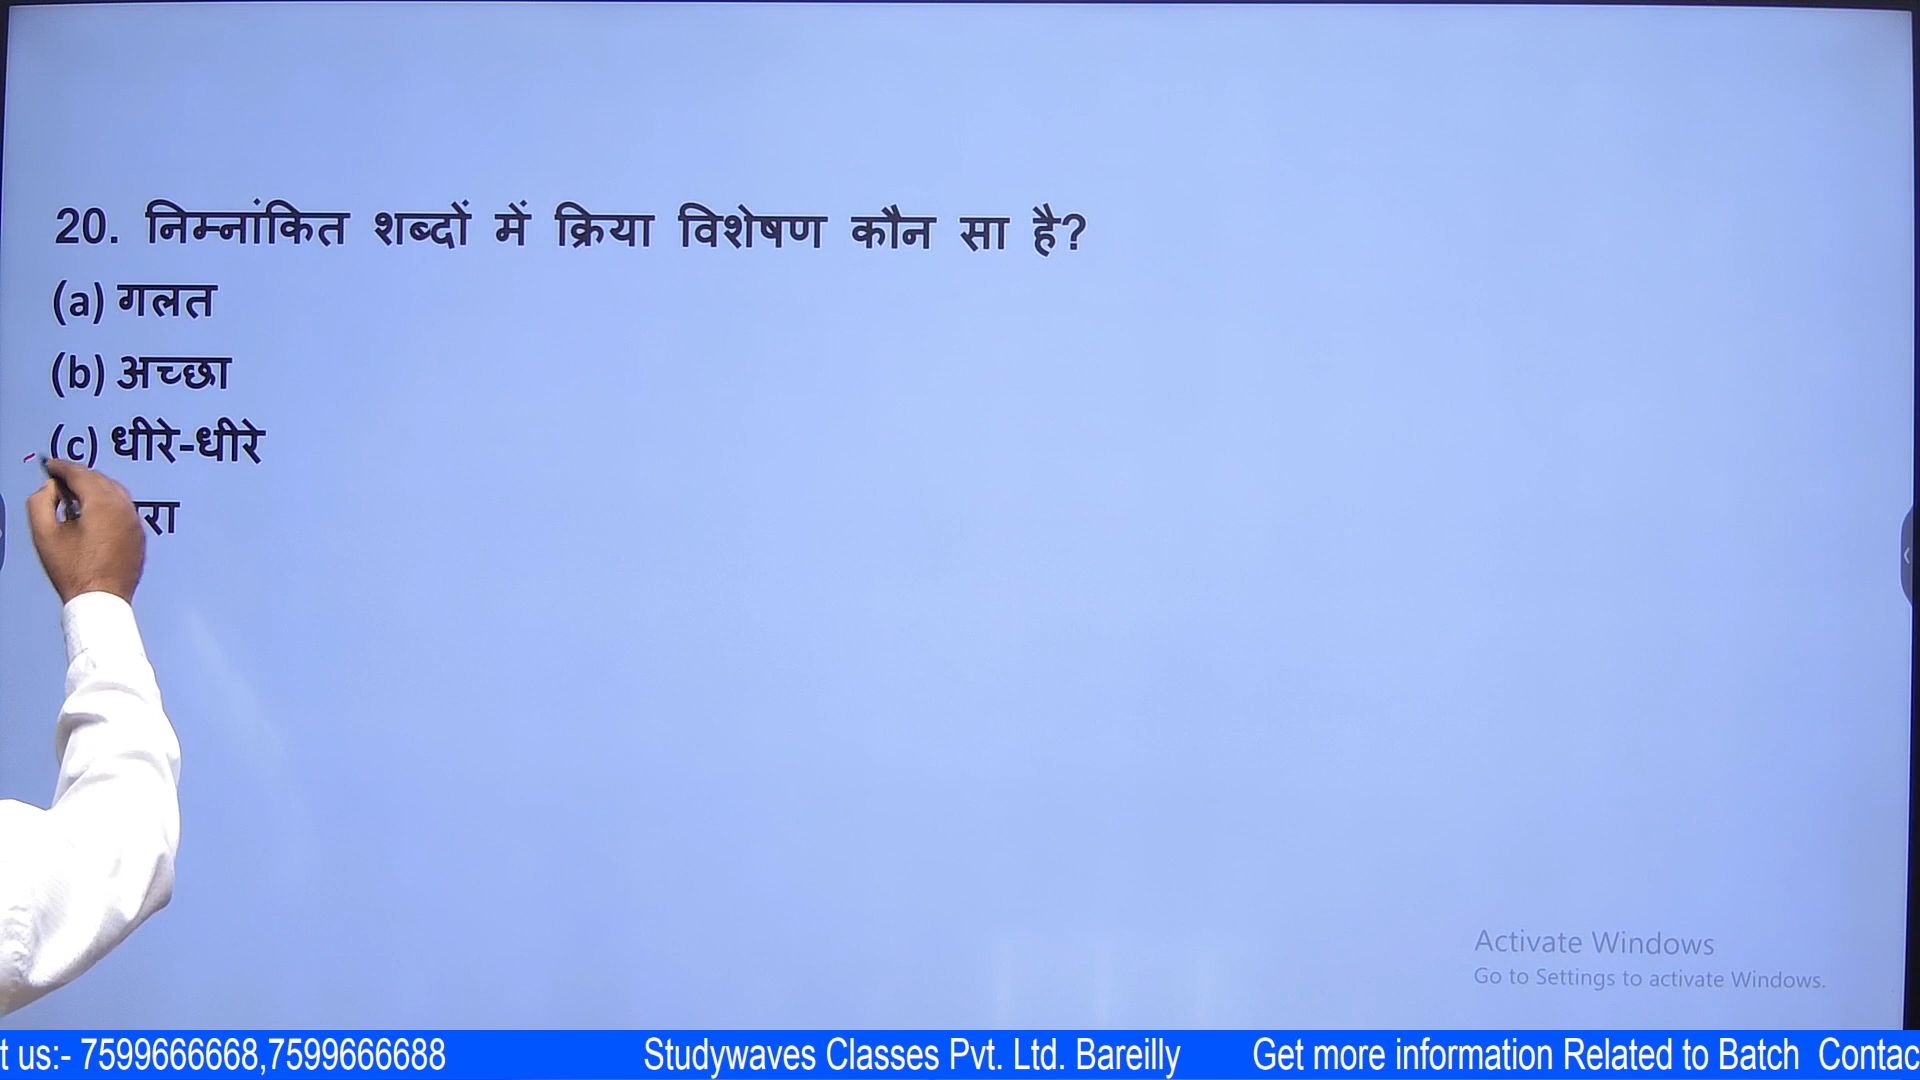 20. निम्नांकित शब्दों में क्रिया विशेषण कौन सा है?
(a) गलत
(b) अच्छा
(c) धीरे-धीरे
Activate Windows
Go to Settings to activate Windows.
t us:- 7599666668,7599666688 Studywaves Classes Pvt. Ltd. Bareilly Get more information Related to Batch Contac